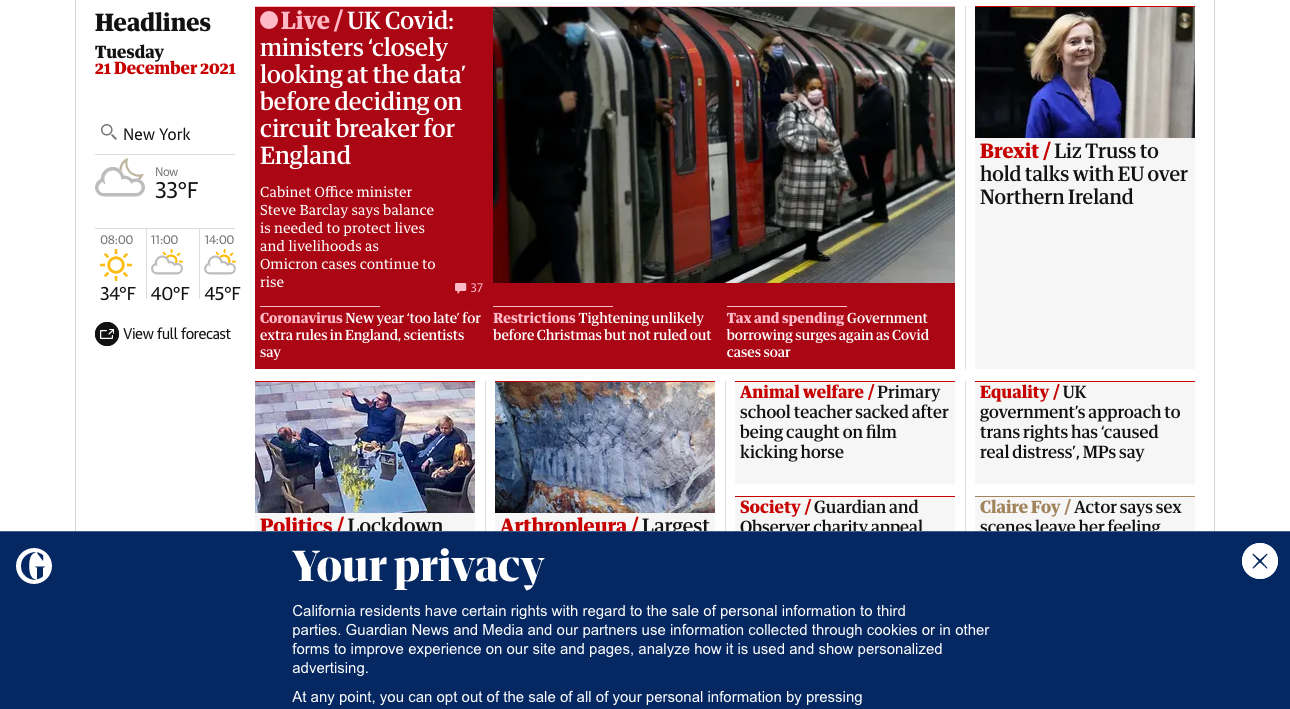 Headlines
Tuesday
21 December 2021
New York
Now
33°F
08:00
34°F
11:00
40°F
14:00
45°F
View full forecast
Live / UK Covid:
ministers ‘closely
looking at the data’
before deciding on
circuit breaker for
England
Cabinet Office minister
Steve Barclay says balance
is needed to protect lives
and livelihoods as
Omicron cases continue to
rise
37
Coronavirus New year ‘too late’ for
extra rules in England, scientists
say
Restrictions Tightening unlikely
before Christmas but not ruled out
Tax and spending Government
borrowing surges again as Covid
cases soar
Brexit / Liz Truss to
hold talks with EU over
Northern Ireland
Politics / Lockdown
Arthropleura / Largest
Animal welfare / Primary
school teacher sacked after
being caught on film
kicking horse
Society / Guardian and
Observer charity appeal
Equality / UK
government’s approach to
trans rights has ‘caused
real distress’, MPs say
Claire Foy / Actor says sex
scenes leave her feeling
G
Your privacy
California residents have certain rights with regard to the sale of personal information to third
parties. Guardian News and Media and our partners use information collected through cookies or in other
forms to improve experience on our site and pages, analyze how it is used and show personalized
advertising.
At any point, you can opt out of the sale of all of your personal information by pressing